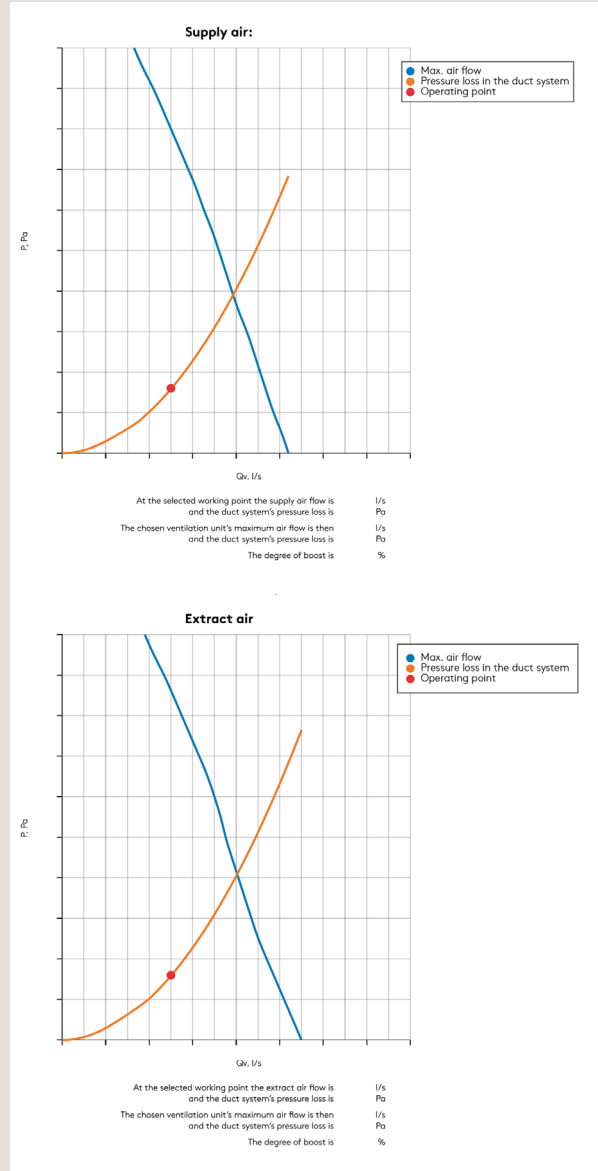 Supply air:
Max. air flow
Pressure loss in the duct system
Operating point
P, Pa
Qv, l/s
At the selected working point the supply air flow is l/s
and the duct system's pressure loss is Pa
The chosen ventilation unit's maximum air flow is then l/s
and the duct system's pressure loss is Pa
The degree of boost is %
Extract air
Max. air flow
Pressure loss in the duct system
Operating point
P, Pa
Qv, l/s
At the selected working point the extract air flow is l/s
and the duct system's pressure loss is Pa
The chosen ventilation unit's maximum air flow is then l/s
and the duct system's pressure loss is Pa
The degree of boost is %